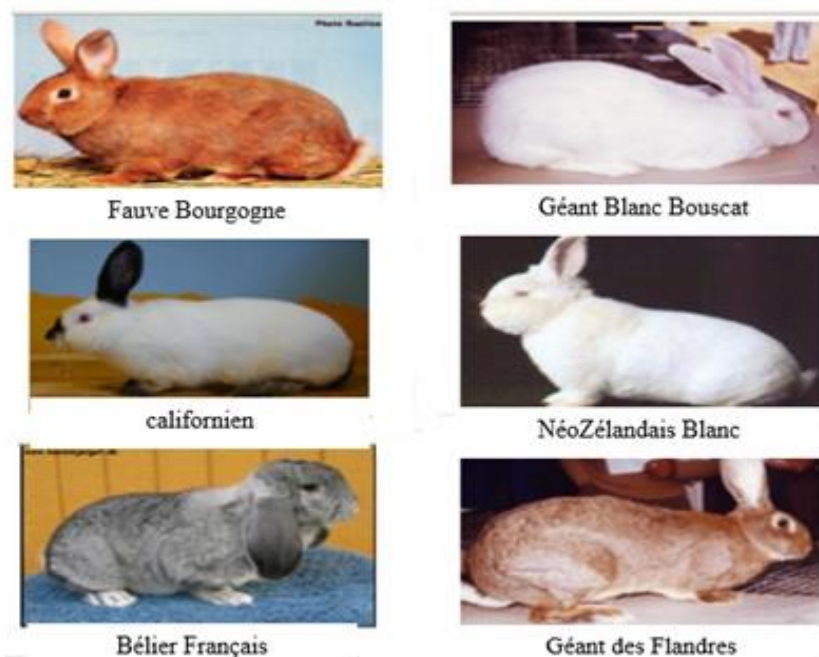 Fauve Bourgogne
Géant Blanc Bouscat
californien
NéoZélandais Blanc
Bélier Français
Géant des Flandres